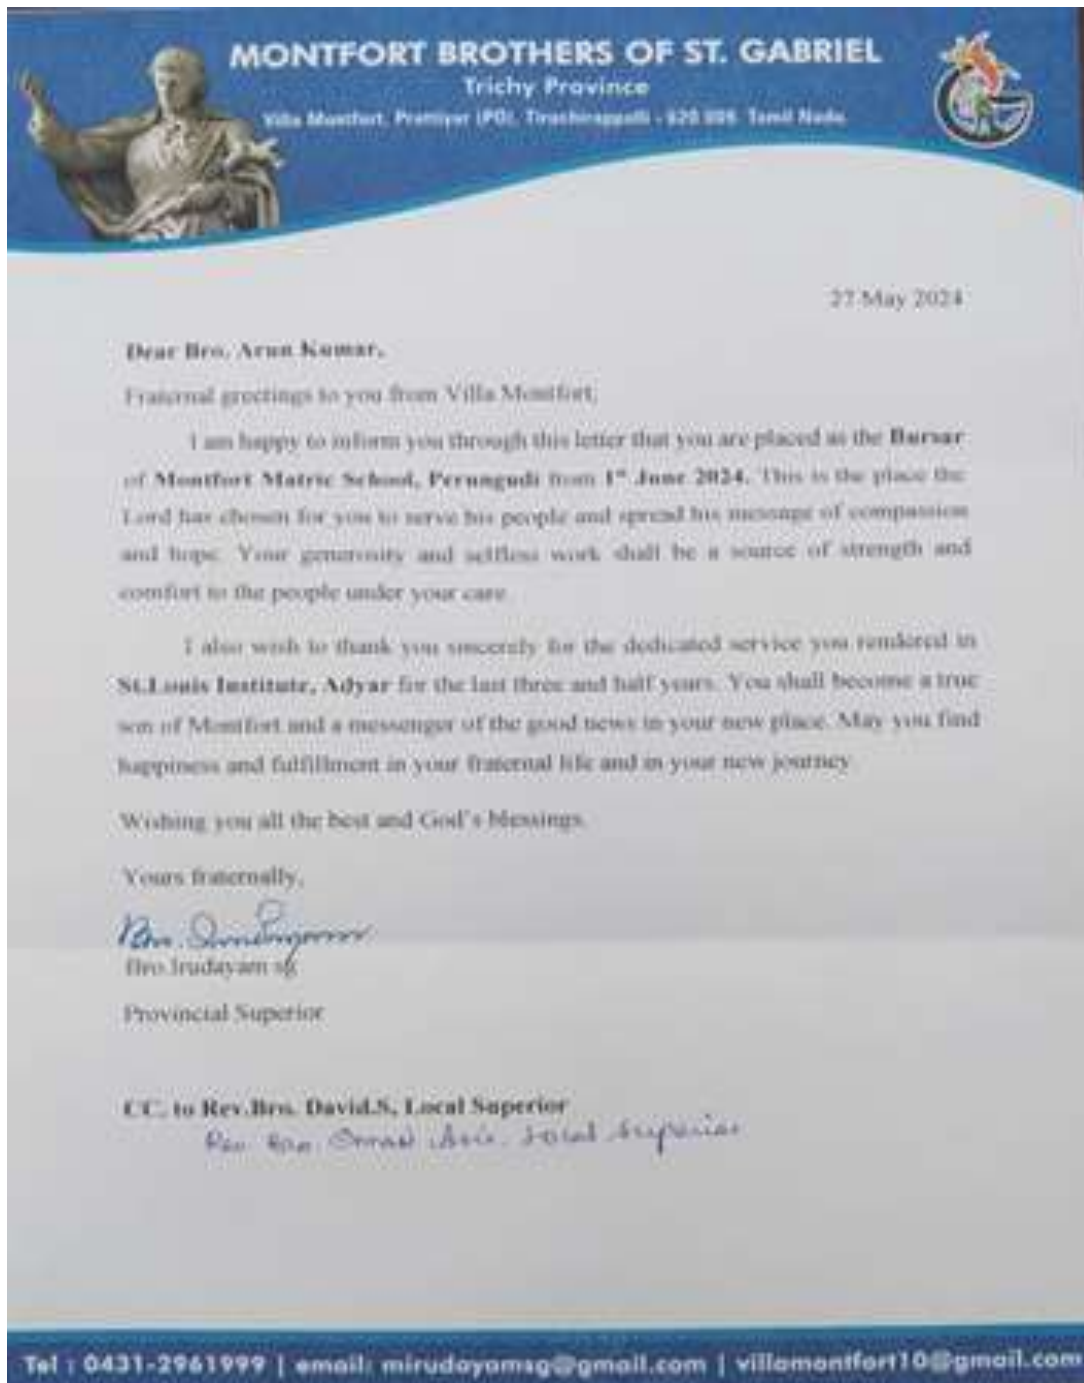 MONTFORT BROTHERS OF ST. GABRIEL
Trichy Province
Villa Montfort, Prattiyur (PO), Tiruchirappalli - 620 009. Tamil Nadu
27 May 2024
Dear Bro. Arun Kumar,
Fraternal greetings to you from Villa Montfort,
I am happy to inform you through this letter that you are placed as the Bursar
of Montfort Matric School, Perungudi from 1st June 2024. This is the place the
Lord has chosen for you to serve his people and spread his message of compassion
and hope. Your generosity and selfless work shall be a source of strength and
comfort to the people under your care.
I also wish to thank you sincerely for the dedicated service you rendered in
St.Louis Institute, Adyar for the last three and half years. You shall become a true
son of Montfort and a messenger of the good news in your new place. May you find
happiness and fulfillment in your fraternal life and in your new journey.
Wishing you all the best and God's blessings.
Yours fraternally,
Bro.
Bro.Irudayam sg
Provincial Superior
CC. to Rev.Bro. David.S, Local Superior
Rev. Bro. Local Superior
Tel : 0431-2961999 | email: mirudayamsg@gmail.com | villamontfort10@gmail.com